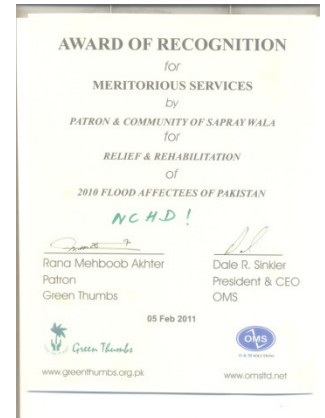 AWARD OF RECOGNITION
for
MERITORIOUS SERVICES
by
PATRON & COMMUNITY OF SAPRAY WALA
for
RELIEF & REHABILITATION
of
2010 FLOOD AFFECTEES OF PAKISTAN
NCHD!
Rana Mehboob Akhter
Patron
Green Thumbs
Dale R. Sinkler
President & CEO
OMS
05 Feb 2011
Green Thumbs
OMS
www.greenthumbs.org.pk
www.omsltd.net